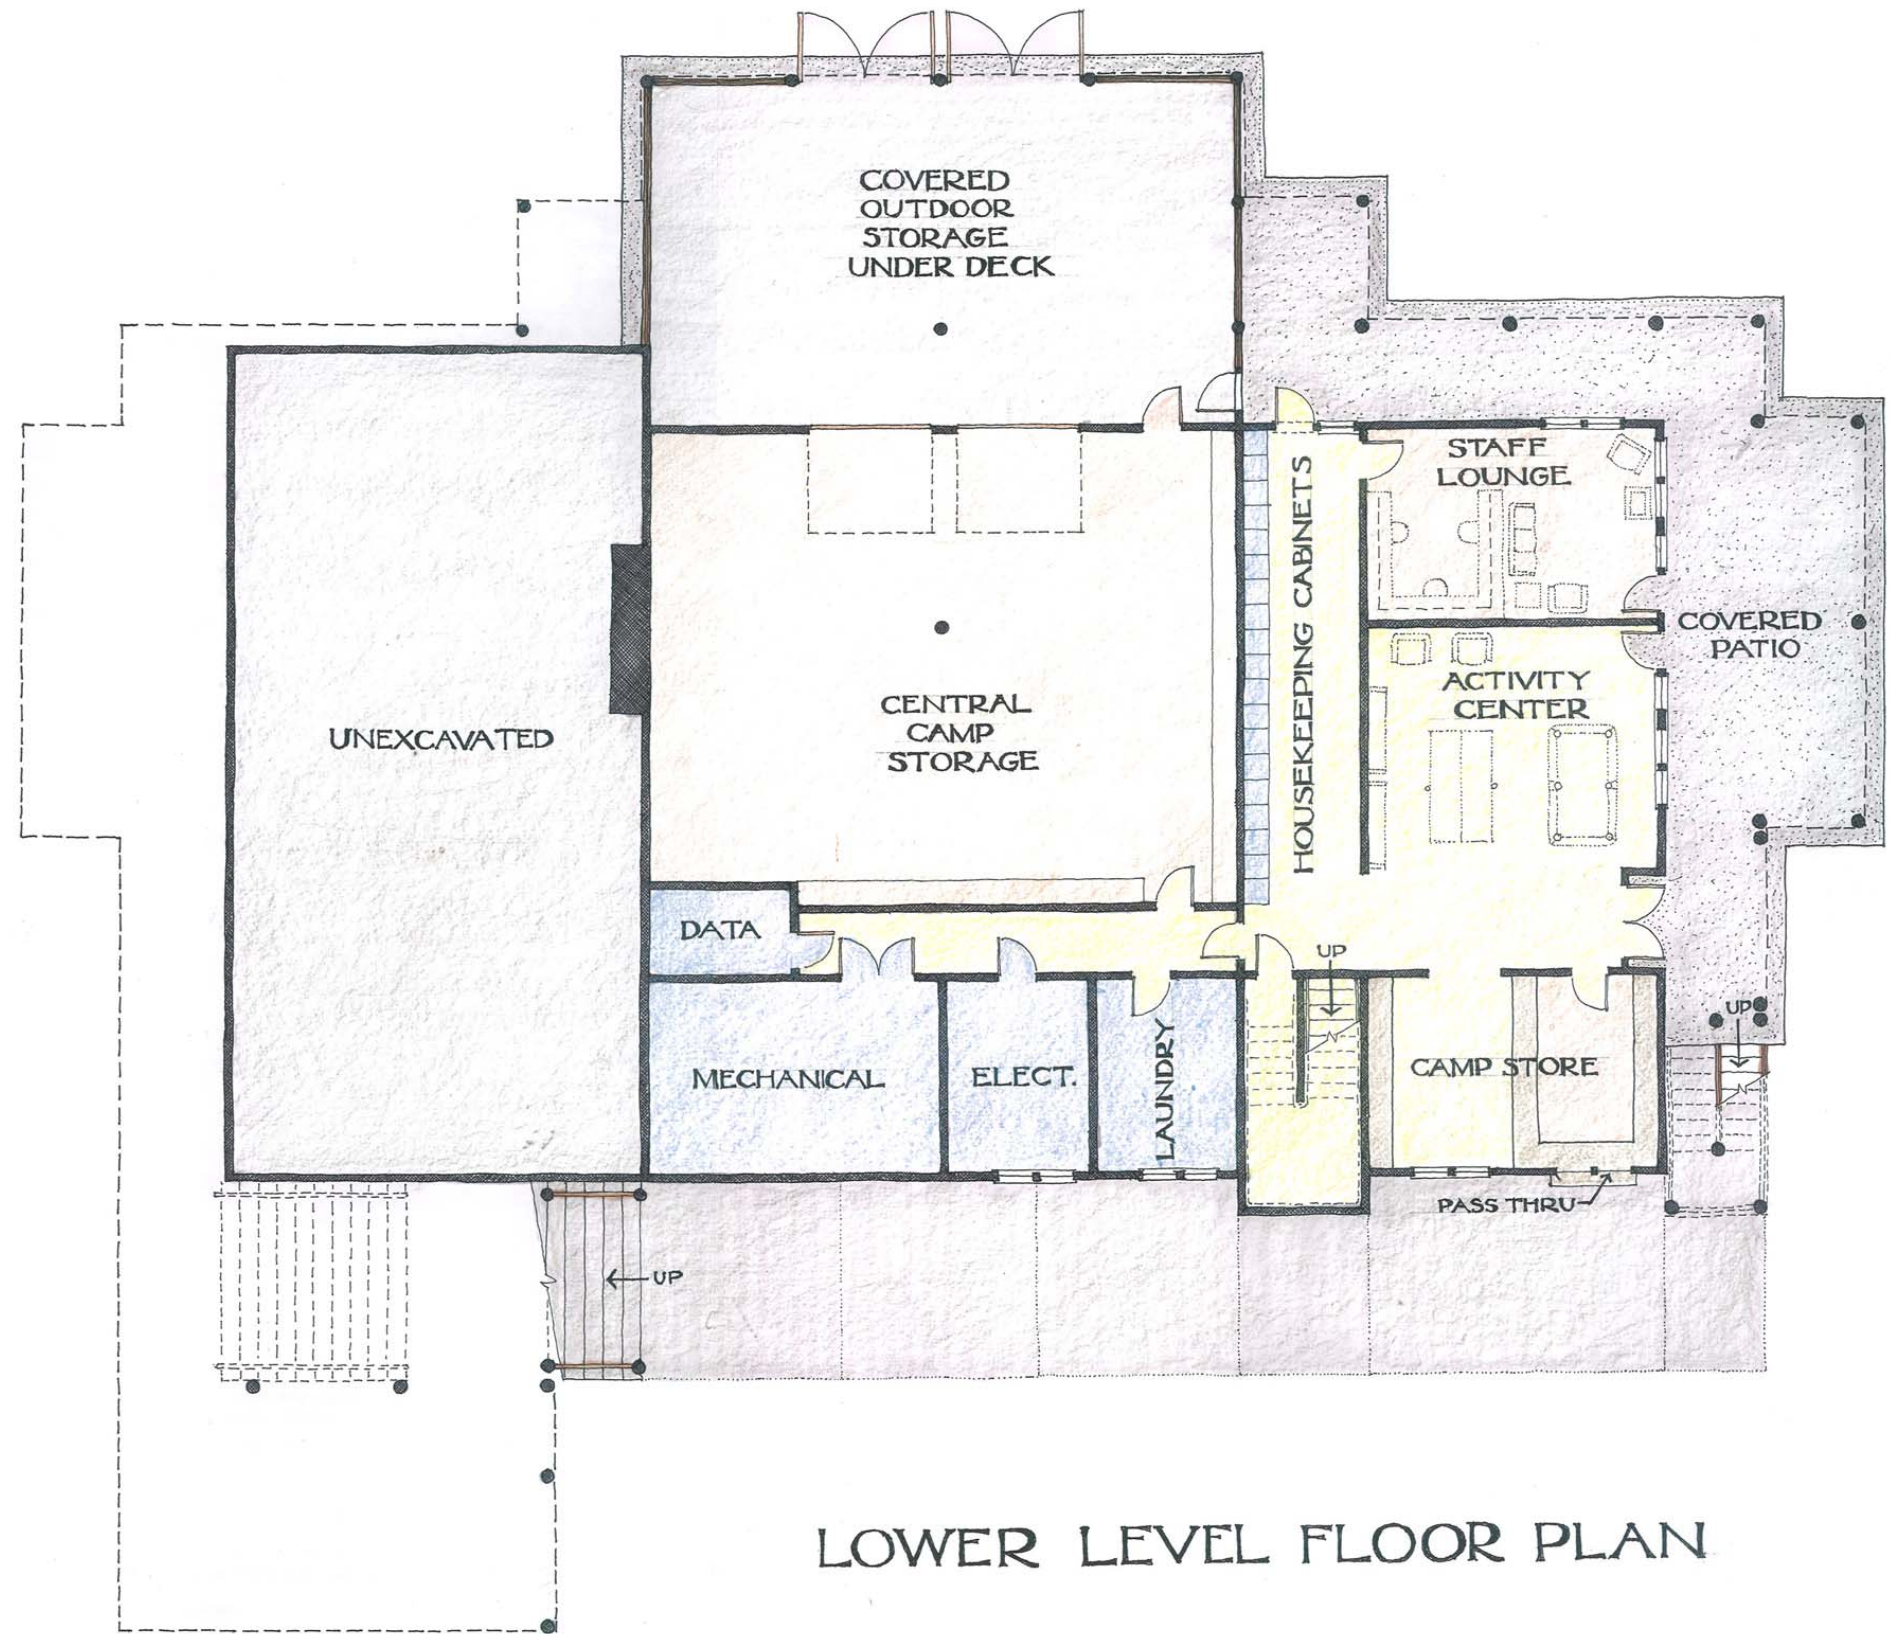 COVERED
OUTDOOR
STORAGE
UNDER DECK
STAFF
LOUNGE
HOUSEKEEPING CABINETS
COVERED
PATIO
ACTIVITY
CENTER
CENTRAL
CAMP
STORAGE
UNEXCAVATED
DATA
UP
UP
MECHANICAL
ELECT.
LAUNDRY
CAMP STORE
PASS THRU
UP
LOWER LEVEL FLOOR PLAN